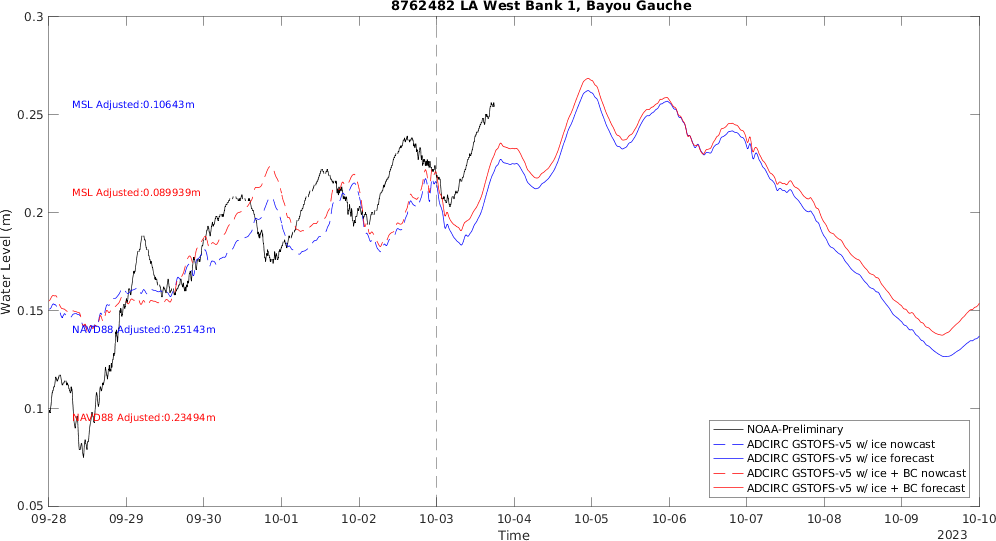 8762482 LA West Bank 1, Bayou Gauche
0.3
0.25
0.2
0.15
0.1
0.05
Water Level (m)
MSL Adjusted:0.10643m
MSL Adjusted:0.089939m
NAVD88 Adjusted:0.25143m
NAVD88 Adjusted:0.23494m
NOAA-Preliminary
ADCIRC GSTOFS-v5 w/ ice nowcast
ADCIRC GSTOFS-v5 w/ ice forecast
ADCIRC GSTOFS-v5 w/ ice + BC nowcast
ADCIRC GSTOFS-v5 w/ ice + BC forecast
09-28 09-29 09-30 10-01 10-02 10-03 10-04 10-05 10-06 10-07 10-08 10-09 10-10
Time
2023